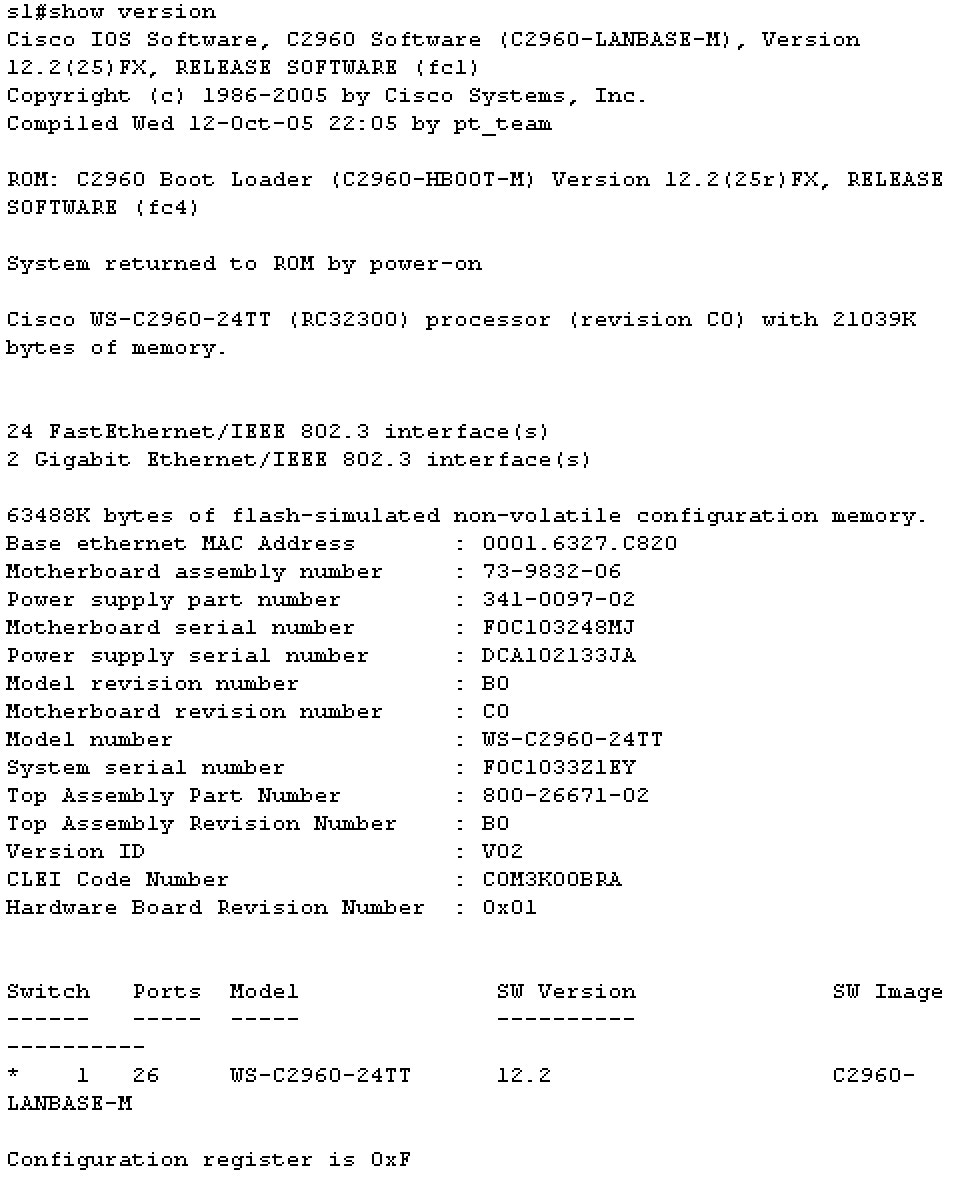 s1#show version
Cisco IOS Software, C2960 Software (C2960-LANBASE-M), Version
12.2(25)FX, RELEASE SOFTWARE (fc1)
Copyright (c) 1986-2005 by Cisco Systems, Inc.
Compiled Wed 12-Oct-05 22:05 by pt_team

ROM: C2960 Boot Loader (C2960-HBOOT-M) Version 12.2(25r)FX, RELEASE
SOFTWARE (fc4)

System returned to ROM by power-on

Cisco WS-C2960-24TT (RC32300) processor (revision C0) with 21039K
bytes of memory.

24 FastEthernet/IEEE 802.3 interface(s)
2 Gigabit Ethernet/IEEE 802.3 interface(s)

63488K bytes of flash-simulated non-volatile configuration memory.
Base ethernet MAC Address       : 0001.6327.C820
Motherboard assembly number     : 73-9832-06
Power supply part number        : 341-0097-02
Motherboard serial number       : FOC103248MJ
Power supply serial number      : DCA102133JA
Model revision number           : B0
Motherboard revision number     : C0
Model number                    : WS-C2960-24TT
System serial number            : FOC1033Z1EY
Top Assembly Part Number        : 800-26671-02
Top Assembly Revision Number    : B0
Version ID                      : V02
CLEI Code Number                : COM3K00BRA
Hardware Board Revision Number  : 0x01

Switch   Ports  Model              SW Version              SW Image
------   -----  -----              ----------
----------
*    1   26     WS-C2960-24TT      12.2                    C2960-
LANBASE-M

Configuration register is 0xF